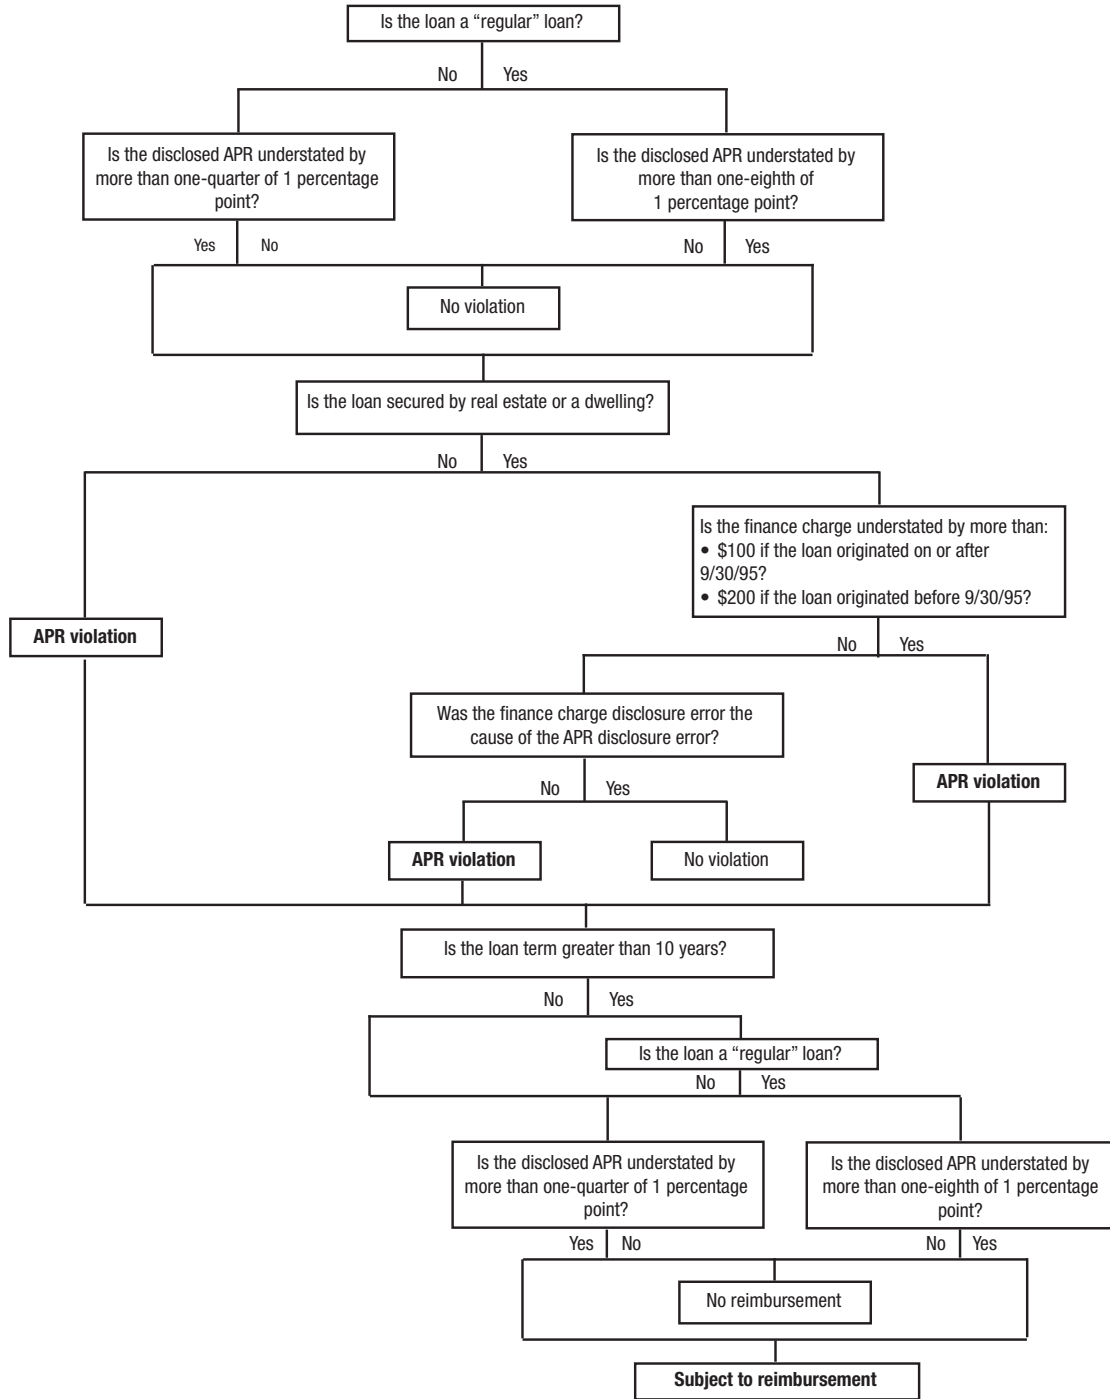 Is the loan a “regular” loan?
No Yes
Is the disclosed APR understated by
more than one-quarter of 1 percentage
point?
Is the disclosed APR understated by
more than one-eighth of
1 percentage point?
Yes No
No Yes
No violation
Is the loan secured by real estate or a dwelling?
No Yes
Is the finance charge understated by more than:
• $100 if the loan originated on or after
9/30/95?
• $200 if the loan originated before 9/30/95?
APR violation
No Yes
Was the finance charge disclosure error the
cause of the APR disclosure error?
APR violation
No Yes
APR violation
No violation
Is the loan term greater than 10 years?
No Yes
Is the loan a “regular” loan?
No Yes
Is the disclosed APR understated by
more than one-quarter of 1 percentage
point?
Is the disclosed APR understated by
more than one-eighth of 1 percentage
point?
Yes No
No Yes
No reimbursement
Subject to reimbursement